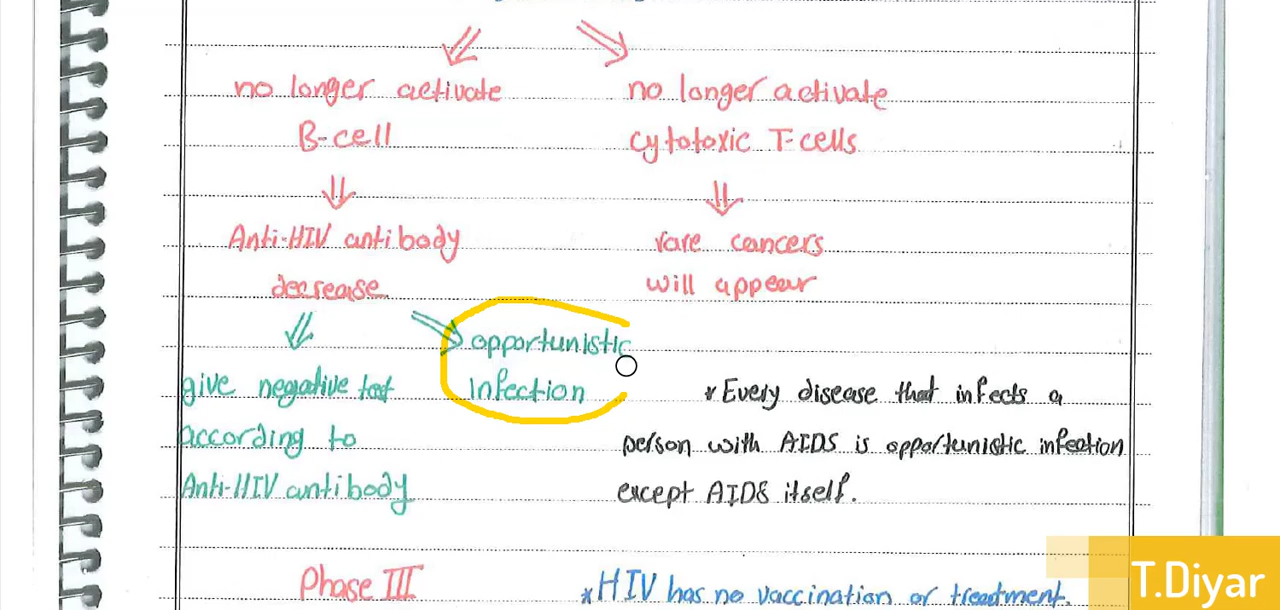 no longer activate
B-cell
Anti-HIV antibody
decrease
give negative test
according to
Anti-HIV antibody
opportunistic
infection
no longer activate
cytotoxic T-cells
rare cancers
will appear
* Every disease that infects a
person with AIDS is opportunistic infection
except AIDS itself.
Phase III
* HIV has no vaccination or treatment.
T.Diyar